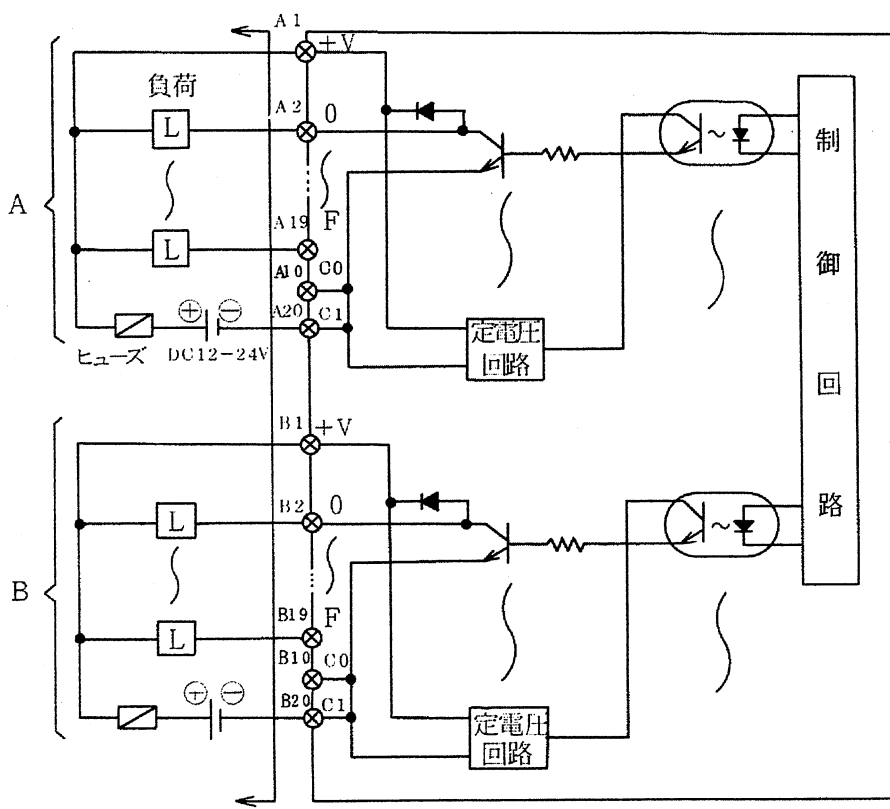 A1
+V
負荷
A2
0
L
A
A19
F
L
A10
C0
A20
C1
ヒューズ
DC12-24V
⊕
⊖
定電圧
回路
~
制
御
回
路
B1
+V
B2
0
L
B
B19
F
L
B10
C0
⊕
⊖
B20
C1
定電圧
回路
~